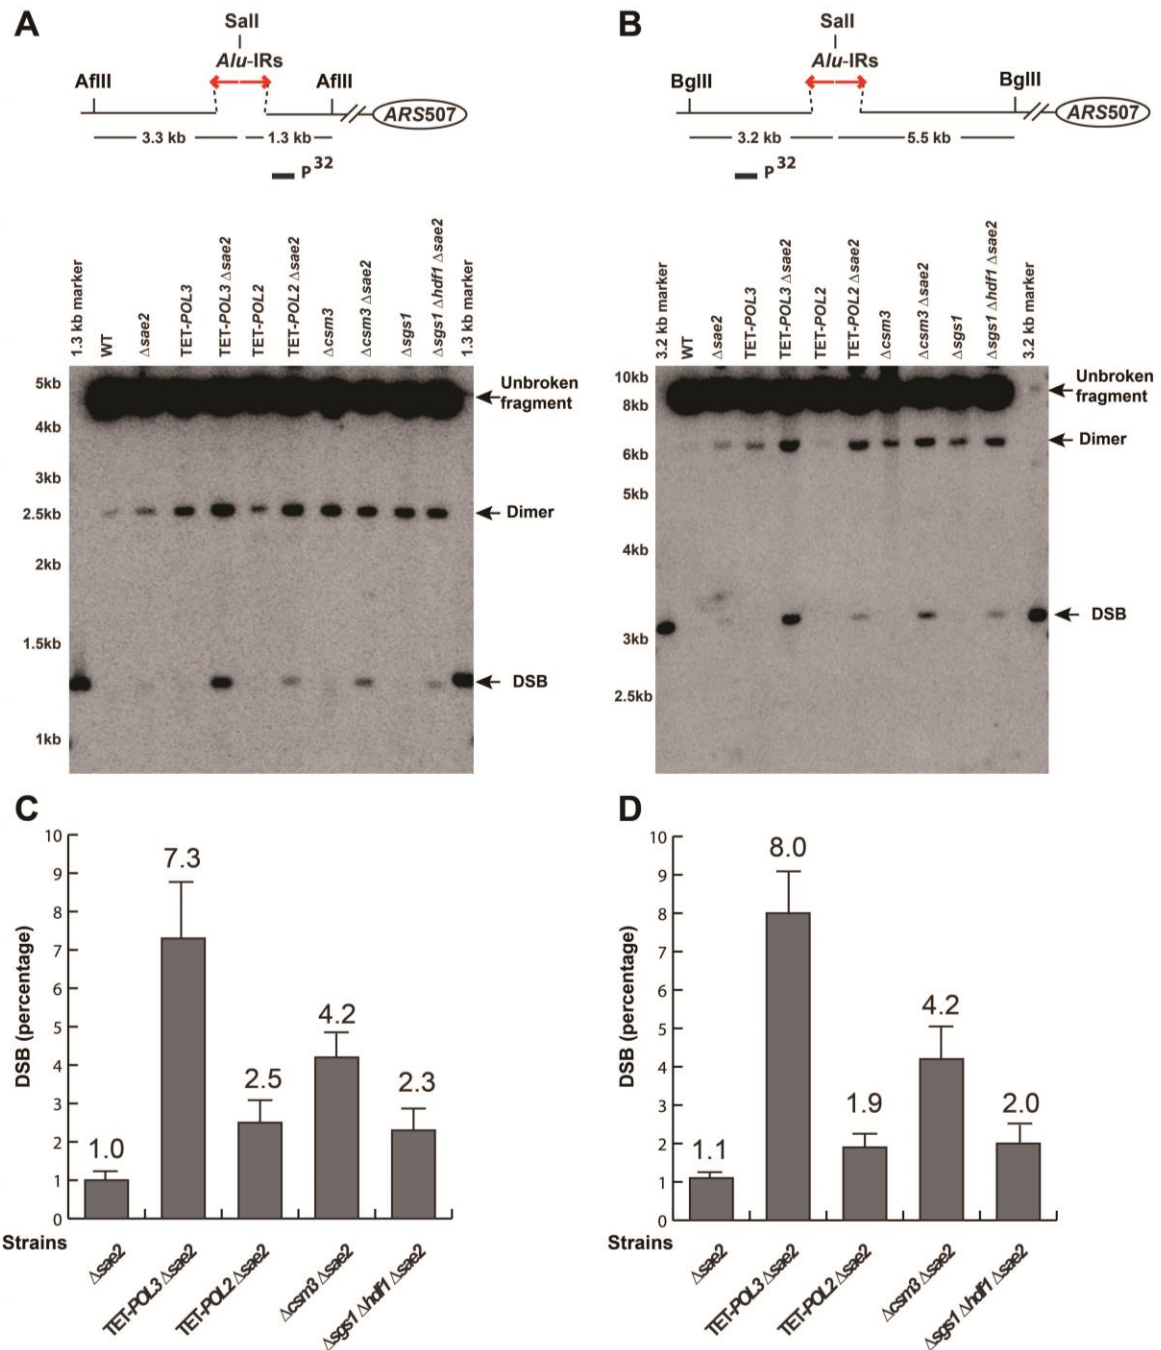 A
SalI
Alu-IRs
AflII
AflII
ARS507
3.3 kb
1.3 kb
P32
1.3 kb marker
WT
Δsae2
TET-POL3
TET-POL3 Δsae2
TET-POL2
TET-POL2 Δsae2
Δcsm3
Δcsm3 Δsae2
Δsgs1
Δsgs1 Δhdf1 Δsae2
1.3 kb marker
5kb
4kb
3kb
2.5kb
2kb
1.5kb
1kb
Unbroken
fragment
Dimer
DSB
B
SalI
Alu-IRs
BglII
BglII
ARS507
3.2 kb
5.5 kb
P32
3.2 kb marker
WT
Δsae2
TET-POL3
TET-POL3 Δsae2
TET-POL2
TET-POL2 Δsae2
Δcsm3
Δcsm3 Δsae2
Δsgs1
Δsgs1 Δhdf1 Δsae2
3.2 kb marker
10kb
8kb
6kb
5kb
4kb
3kb
2.5kb
Unbroken
fragment
Dimer
DSB
C
DSB (percentage)
10
9
8
7
6
5
4
3
2
1
0
1.0
7.3
2.5
4.2
2.3
Strains
Δsae2
TET-POL3 Δsae2
TET-POL2 Δsae2
Δcsm3 Δsae2
Δsgs1 Δhdf1 Δsae2
D
DSB (percentage)
10
9
8
7
6
5
4
3
2
1
0
1.1
8.0
1.9
4.2
2.0
Strains
Δsae2
TET-POL3 Δsae2
TET-POL2 Δsae2
Δcsm3 Δsae2
Δsgs1 Δhdf1 Δsae2